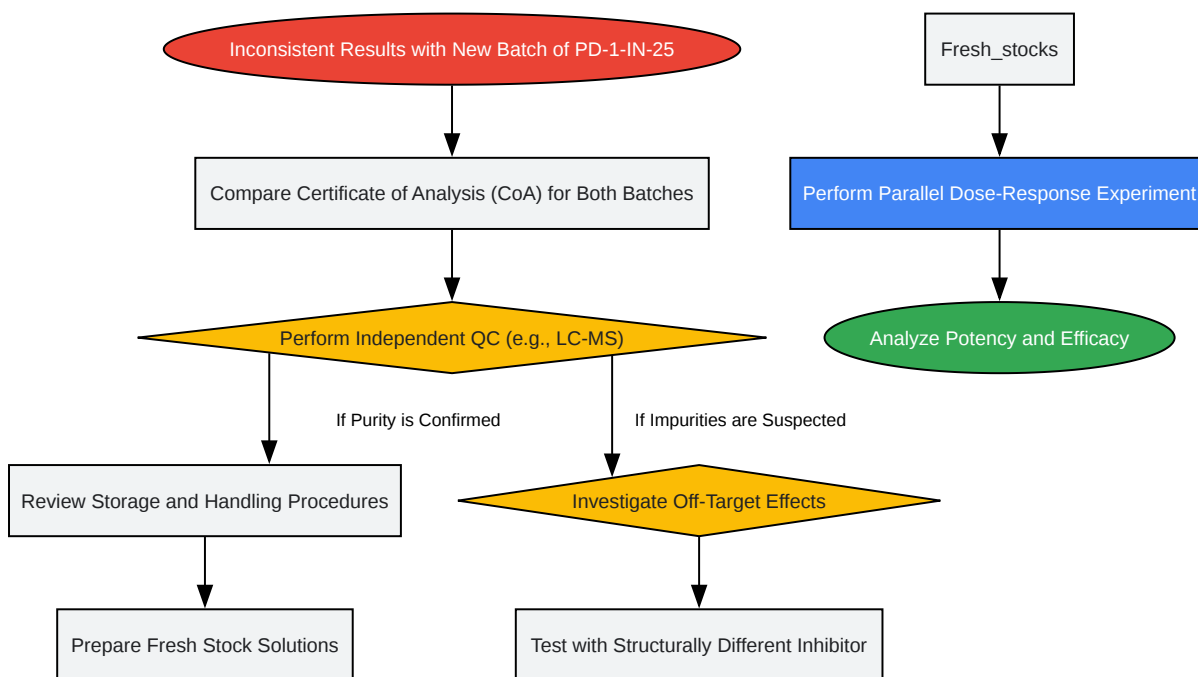 Inconsistent Results with New Batch of PD-1-IN-25
Fresh_stocks
Compare Certificate of Analysis (CoA) for Both Batches
Perform Parallel Dose-Response Experiment
Perform Independent QC (e.g., LC-MS)
Analyze Potency and Efficacy
If Purity is Confirmed
If Impurities are Suspected
Review Storage and Handling Procedures
Investigate Off-Target Effects
Prepare Fresh Stock Solutions
Test with Structurally Different Inhibitor